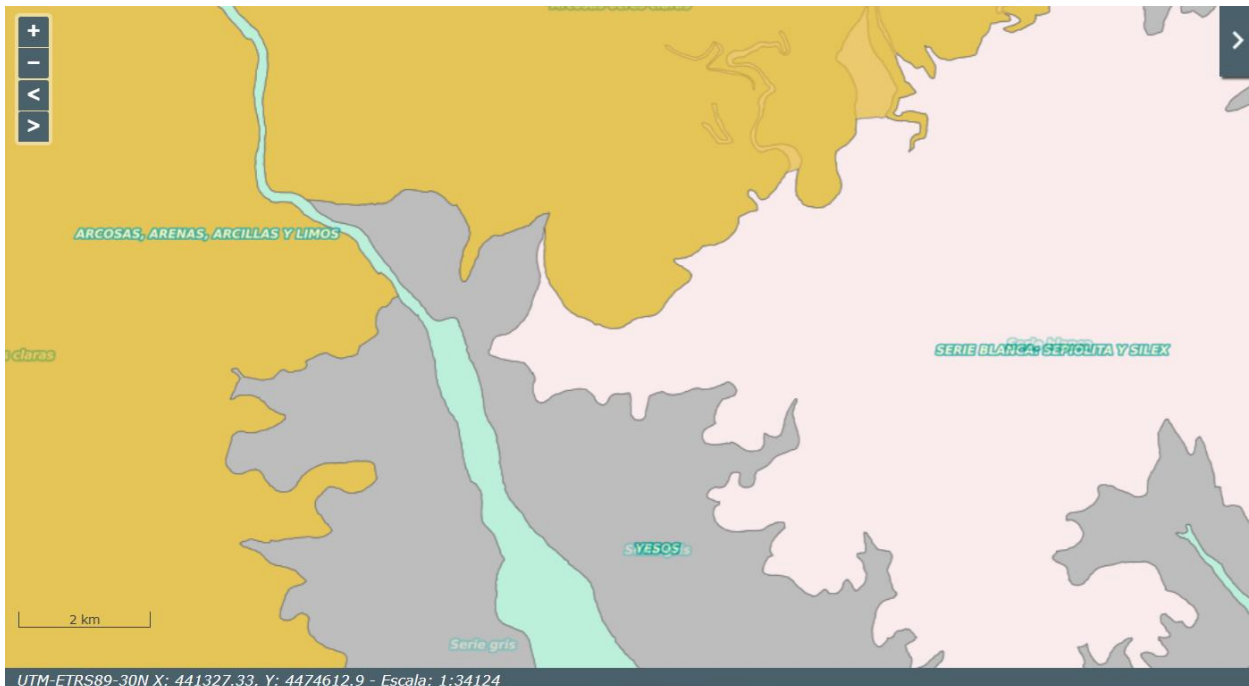 ARCOSAS, ARENAS, ARCILLAS Y LIMOS
claras
SERIE BLANCA: SEPIOLITA Y SILEX
YESOS
Serie gris
2 km
UTM-ETRS89-30N X: 441327.33, Y: 4474612.9 - Escala: 1:34124